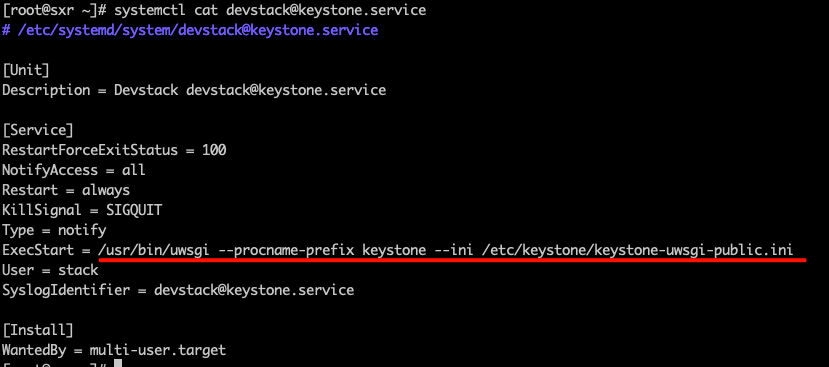 [root@sxr ~]# systemctl cat devstack@keystone.service
# /etc/systemd/system/devstack@keystone.service
[Unit]
Description = Devstack devstack@keystone.service
[Service]
RestartForceExitStatus = 100
NotifyAccess = all
Restart = always
KillSignal = SIGQUIT
Type = notify
ExecStart = /usr/bin/uwsgi --procname-prefix keystone --ini /etc/keystone/keystone-uwsgi-public.ini
User = stack
SyslogIdentifier = devstack@keystone.service
[Install]
WantedBy = multi-user.target